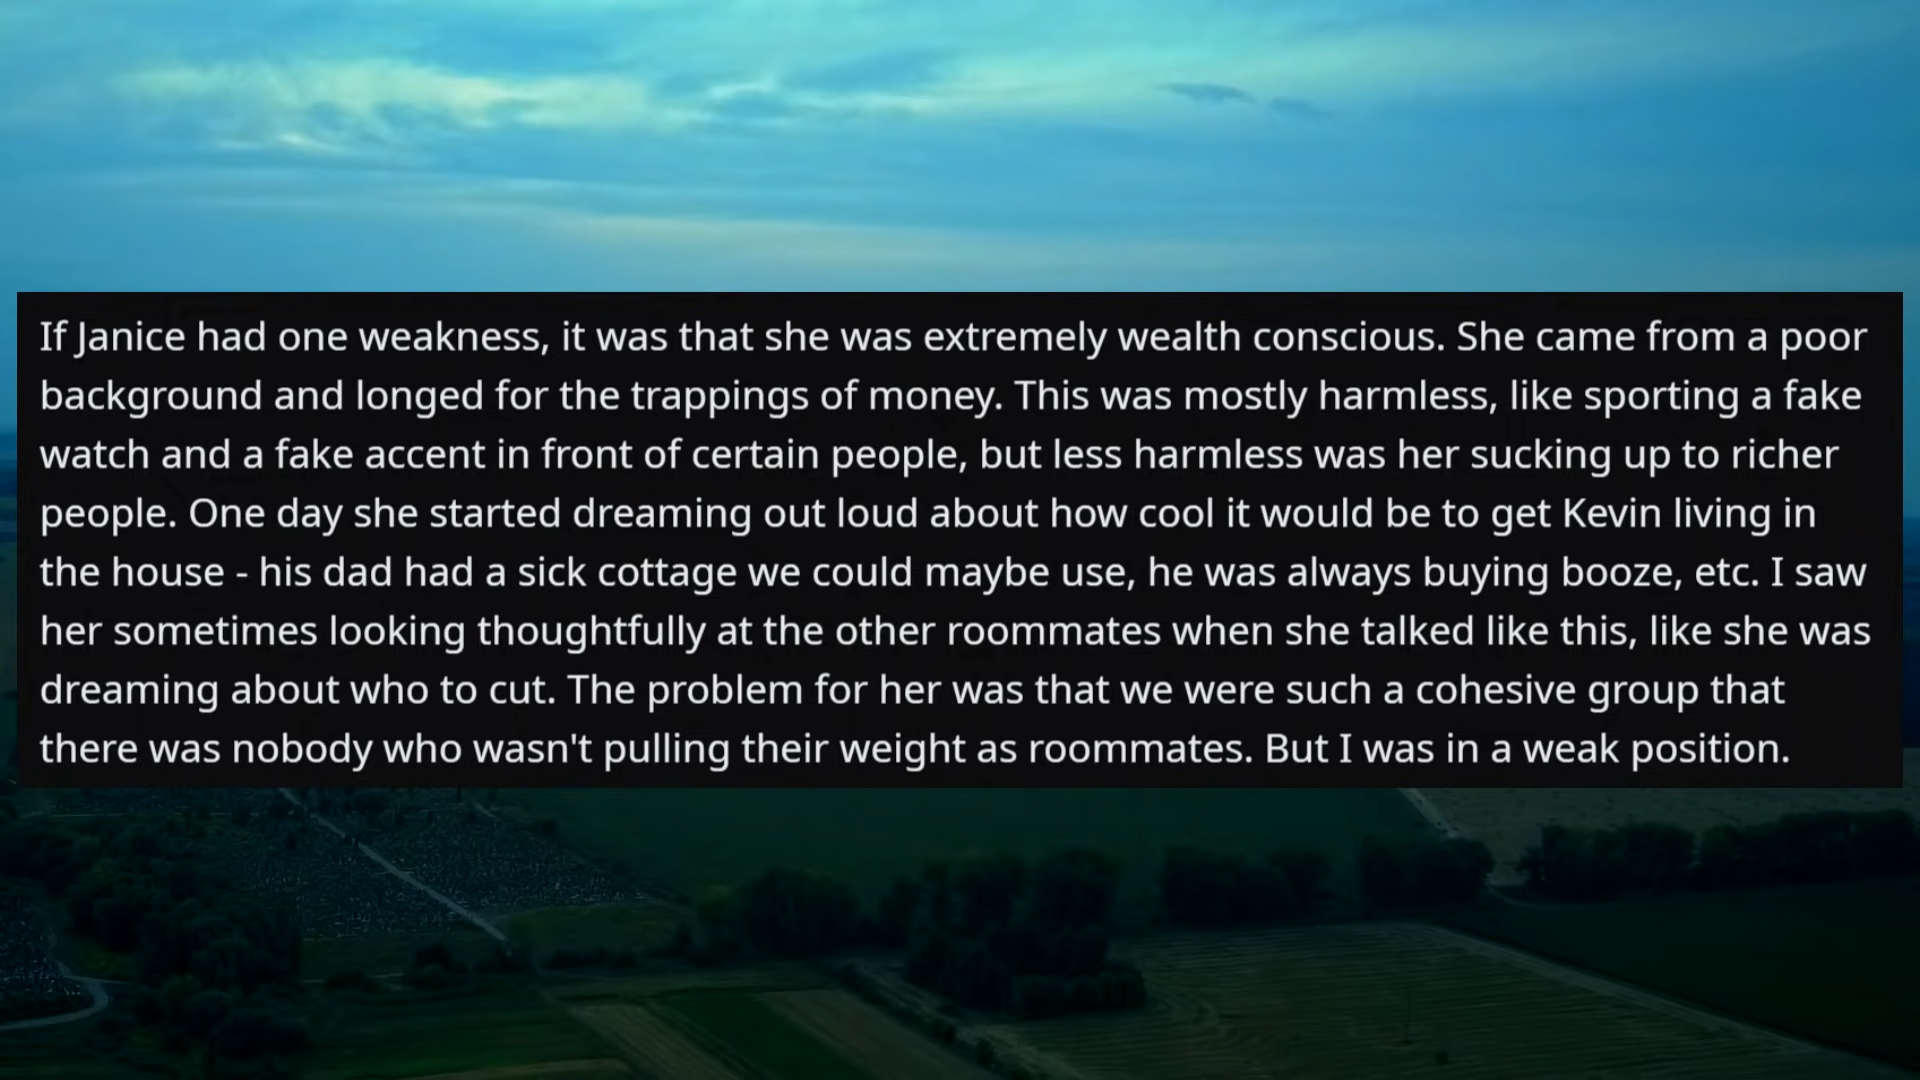 If Janice had one weakness, it was that she was extremely wealth conscious. She came from a poor
background and longed for the trappings of money. This was mostly harmless, like sporting a fake
watch and a fake accent in front of certain people, but less harmless was her sucking up to richer
people. One day she started dreaming out loud about how cool it would be to get Kevin living in
the house - his dad had a sick cottage we could maybe use, he was always buying booze, etc. I saw
her sometimes looking thoughtfully at the other roommates when she talked like this, like she was
dreaming about who to cut. The problem for her was that we were such a cohesive group that
there was nobody who wasn't pulling their weight as roommates. But I was in a weak position.